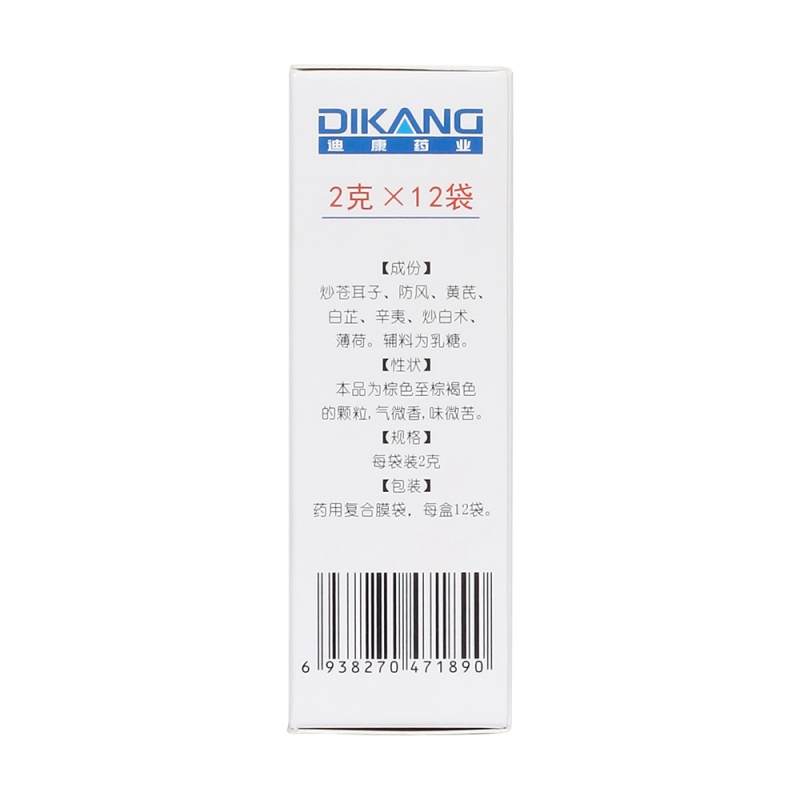 DIKANG
迪康药业
2克×12袋
【成份】
炒苍耳子、防风、黄芪、
白芷、辛夷、炒白术、
薄荷。辅料为乳糖。
【性状】
本品为棕色至棕褐色
的颗粒,气微香,味微苦。
【规格】
每袋装2克
【包装】
药用复合膜袋，每盒12袋。
6 938270 471890